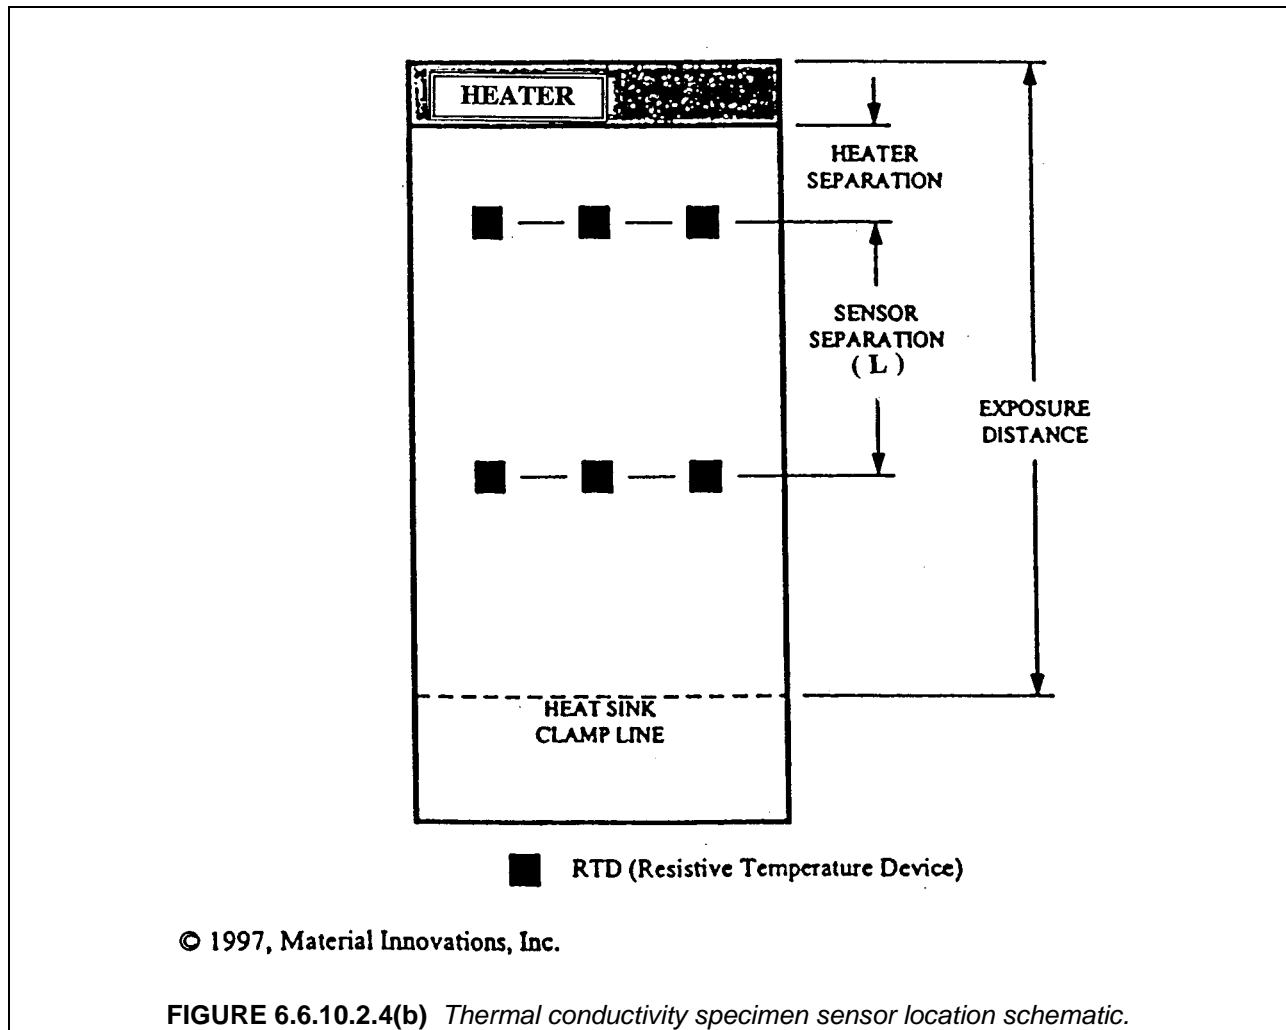 HEATER
HEATER
SEPARATION
SENSOR
SEPARATION
( L )
EXPOSURE
DISTANCE
HEAT SINK
CLAMP LINE
RTD (Resistive Temperature Device)
© 1997, Material Innovations, Inc.
FIGURE 6.6.10.2.4(b) Thermal conductivity specimen sensor location schematic.